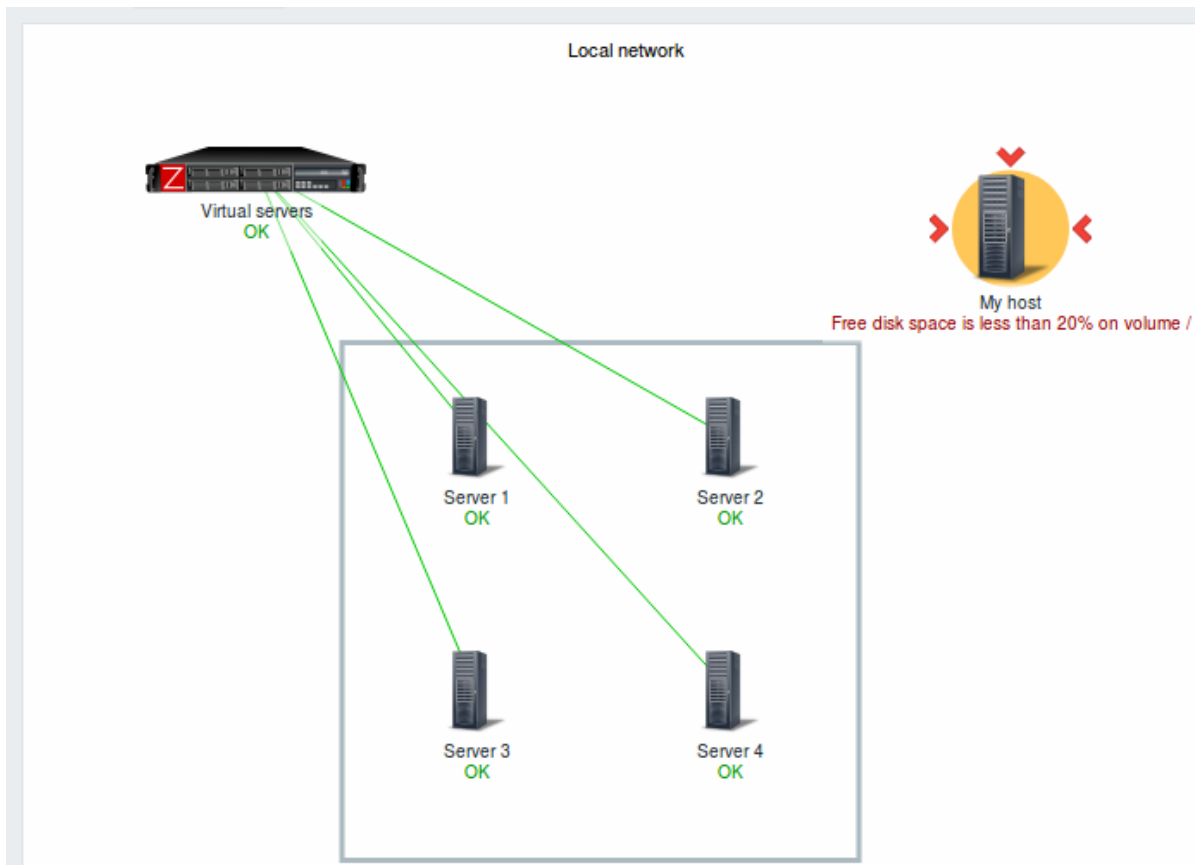 Local network
Z
Virtual servers
OK
My host
Free disk space is less than 20% on volume /
Server 1
OK
Server 2
OK
Server 3
OK
Server 4
OK